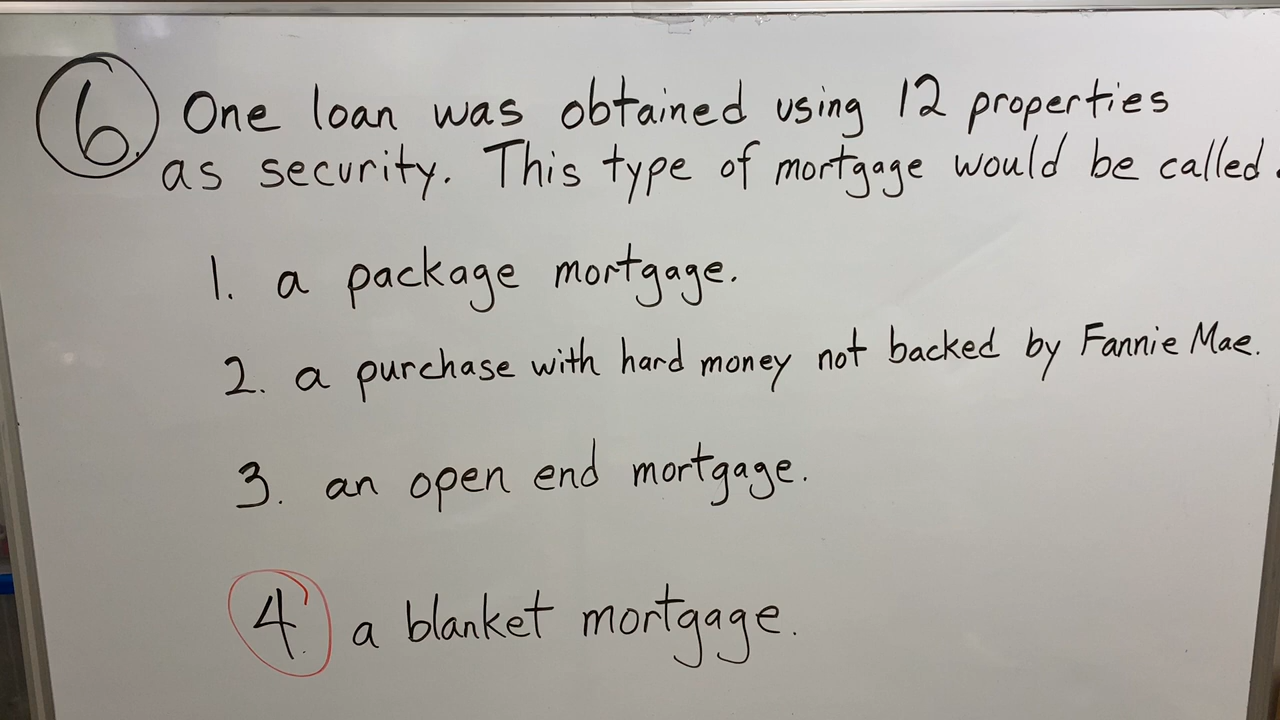 6. One loan was obtained using 12 properties
as security. This type of mortgage would be called.
1. a package mortgage.
2. a purchase with hard money not backed by Fannie Mae.
3. an open end mortgage.
4. a blanket mortgage.